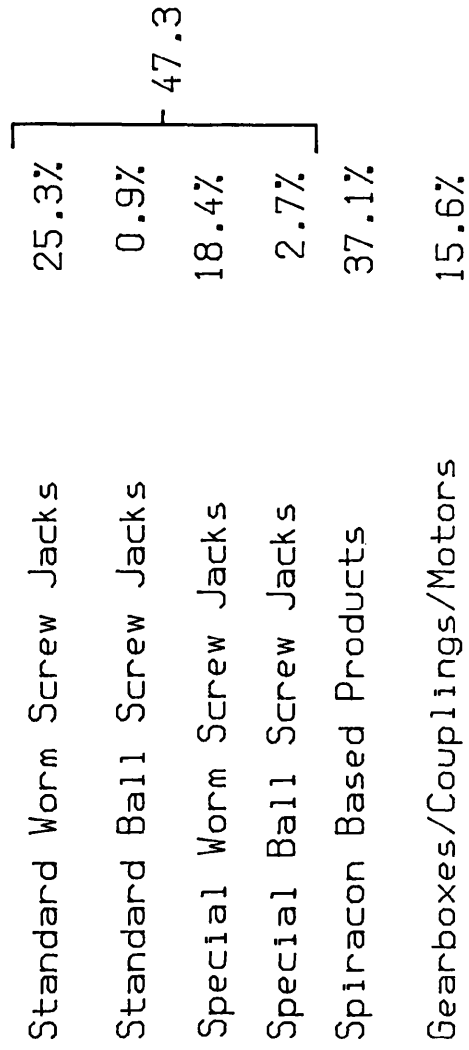 Standard Worm Screw Jacks 25.3%
Standard Ball Screw Jacks 0.9%
Special Worm Screw Jacks 18.4%
Special Ball Screw Jacks 2.7%
47.3
Spiracon Based Products 37.1%
Gearboxes/Couplings/Motors 15.6%